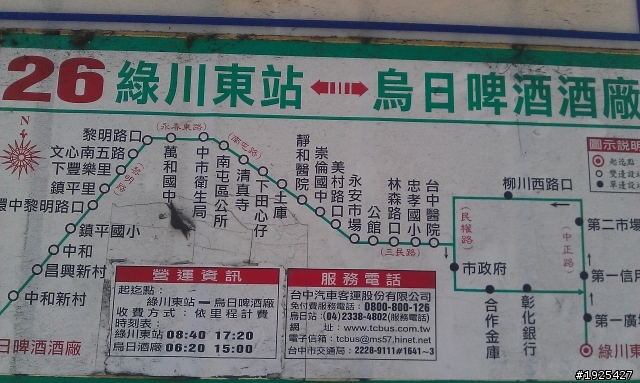 26 綠川東站 ↔ 烏日啤酒酒廠
N
黎明路口
(永春東路)
(南屯路)
文心南五路
下豐樂里
(黎明路)
鎮平里
環中黎明路口
鎮平國小
中和
昌興新村
中和新村
日啤酒酒廠
萬和國中
中市衛生局
南屯區公所
清真寺
下田心仔
土庫
靜和醫院
崇倫國中
美村路口
永安市場
公館
林森路口
忠孝國小
台中醫院
(三民路)
(民權路)
柳川西路口
(中正路)
市政府
合作金庫
彰化銀行
第二市場
第一信用
第一廣場
綠川東
圖示說明
起迄點
雙邊設
單邊設
營運資訊
起迄點:
綠川東站 — 烏日啤酒廠
收費方式:依里程計費
時刻表:
綠川東站 08:40 17:20
烏日酒廠 06:20 15:00
服務電話
台中汽車客運股份有限公司
免付費服務電話:0800-800-126
烏日站:(04)2338-4802(服務電話)
網 址:www.tcbus.com.tw
電子信箱:tcbus@ms57.hinet.net
台中市交通局:2228-9111#1641~3
#1925427